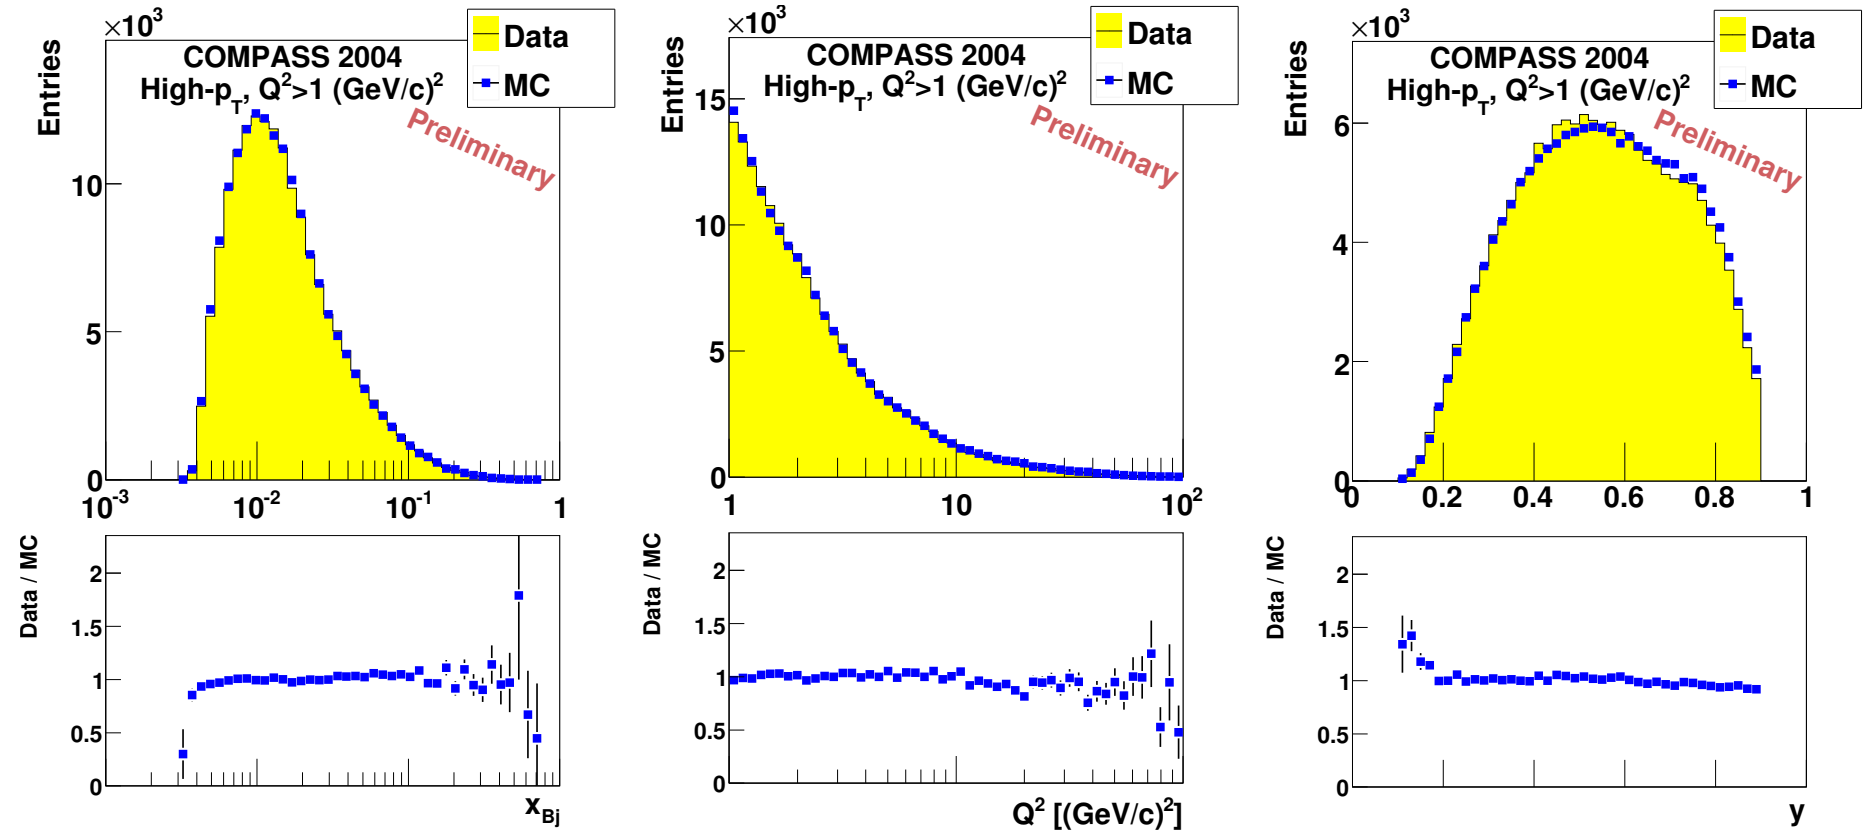 ×10³
Data
MC
COMPASS 2004
High-p_T, Q²>1 (GeV/c)²
Preliminary
Entries
10
5
0
10⁻³ 10⁻² 10⁻¹ 1
Data / MC
2
1.5
1
0.5
0
x_Bj
×10³
Data
MC
COMPASS 2004
High-p_T, Q²>1 (GeV/c)²
Preliminary
Entries
15
10
5
0
1 10 10²
Data / MC
2
1.5
1
0.5
0
Q² [(GeV/c)²]
×10³
Data
MC
COMPASS 2004
High-p_T, Q²>1 (GeV/c)²
Preliminary
Entries
6
4
2
0
0 0.2 0.4 0.6 0.8 1
Data / MC
2
1.5
1
0.5
0
y